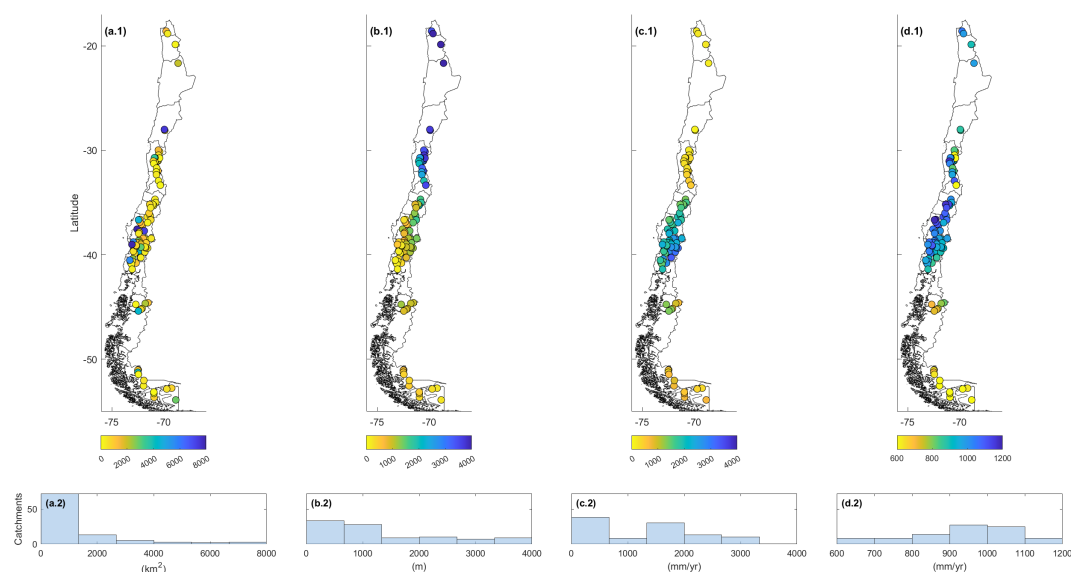 (a.1) (b.1) (c.1) (d.1)
-20
-30
Latitude
-40
-50
-75 -70 -75 -70 -75 -70 -75 -70
0 2000 4000 6000 8000 0 1000 2000 3000 4000 0 1000 2000 3000 4000 600 800 1000 1200
Catchments
(a.2) (b.2) (c.2) (d.2)
50
0
0 2000 4000 6000 8000 0 1000 2000 3000 4000 0 1000 2000 3000 4000 600 700 800 900 1000 1100 1200
(km²) (m) (mm/yr) (mm/yr)